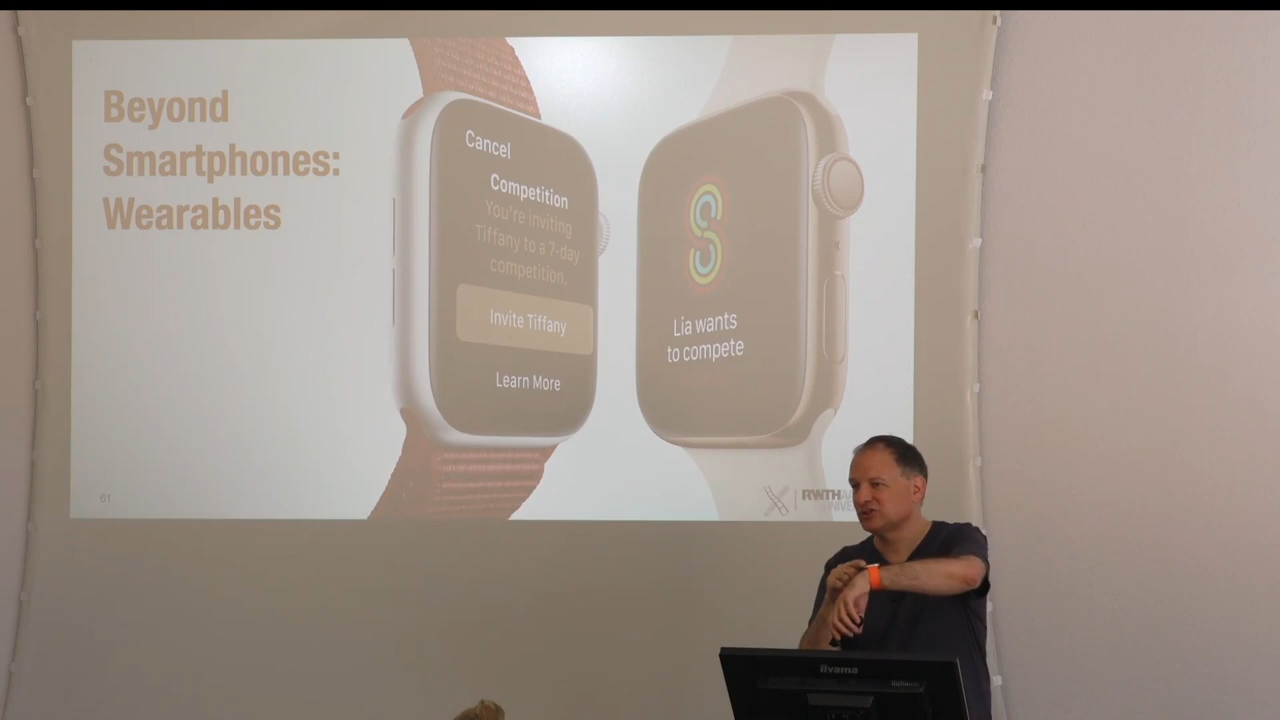 Beyond
Smartphones:
Wearables
Cancel
Competition
You're inviting
Tiffany to a 7-day
competition.
Invite Tiffany
Learn More
Lia wants
to compete
61
RWTH
iiyama